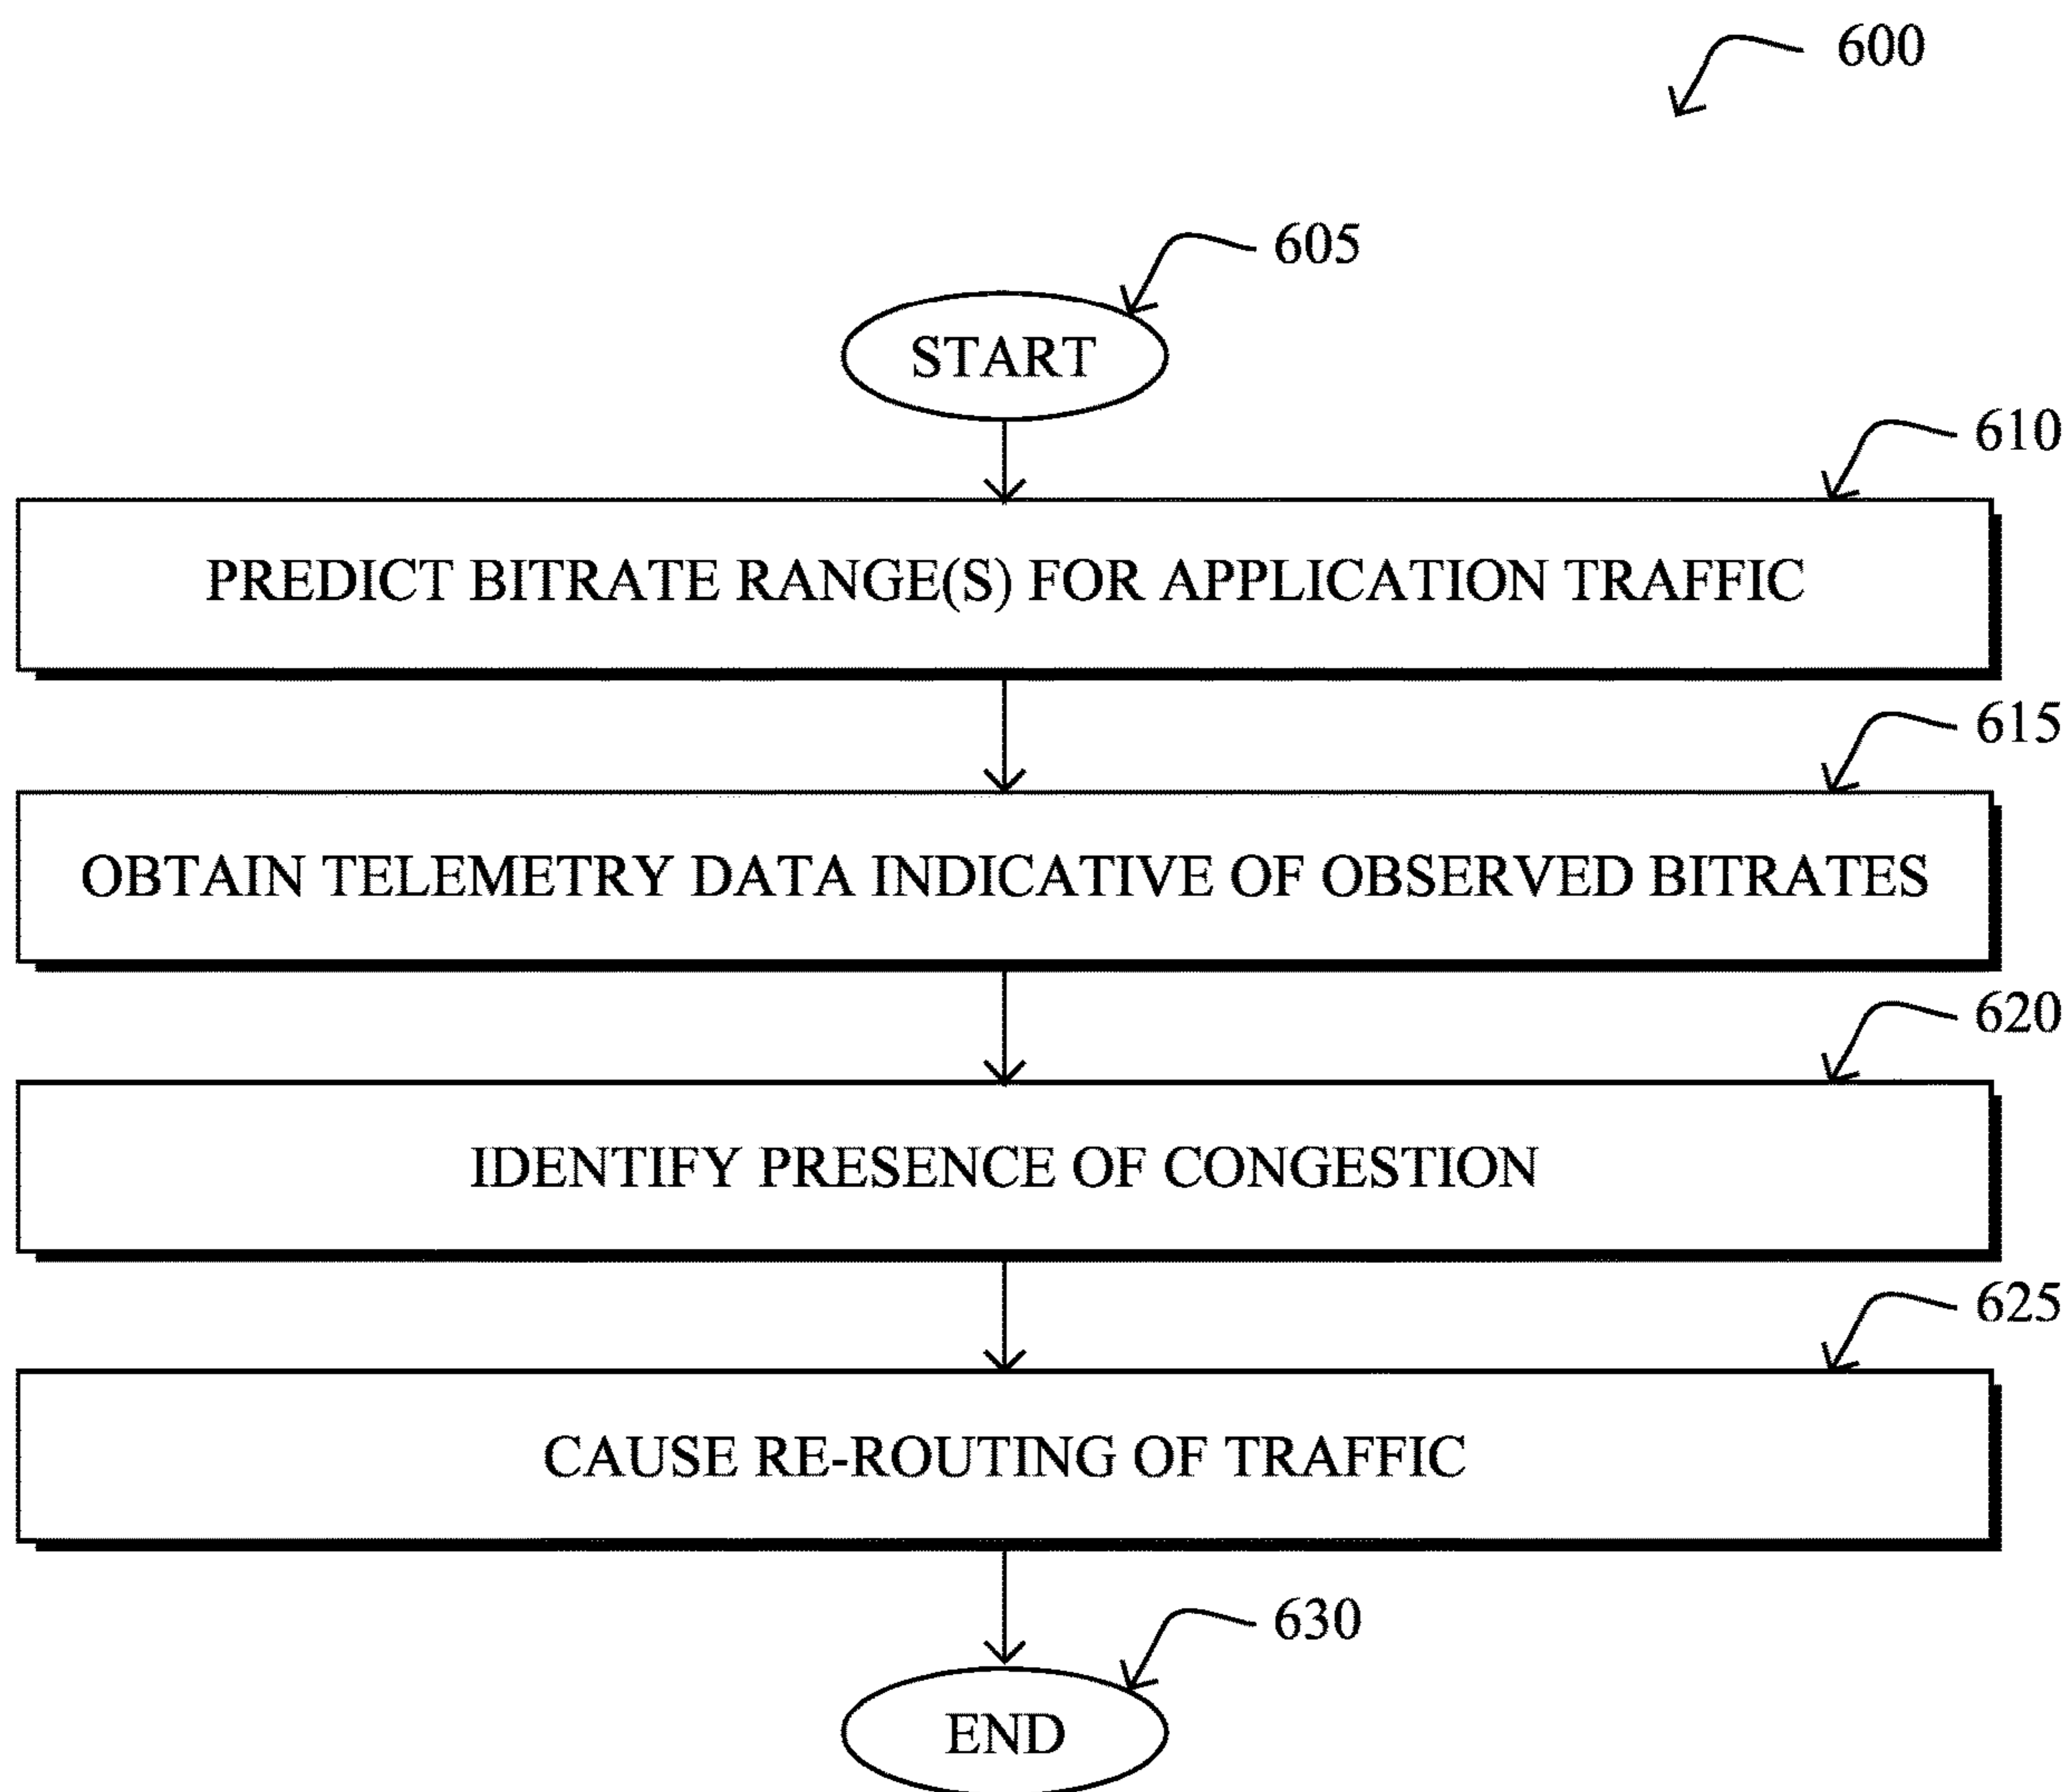 600
605
START
610
PREDICT BITRATE RANGE(S) FOR APPLICATION TRAFFIC
615
OBTAIN TELEMETRY DATA INDICATIVE OF OBSERVED BITRATES
620
IDENTIFY PRESENCE OF CONGESTION
625
CAUSE RE-ROUTING OF TRAFFIC
630
END